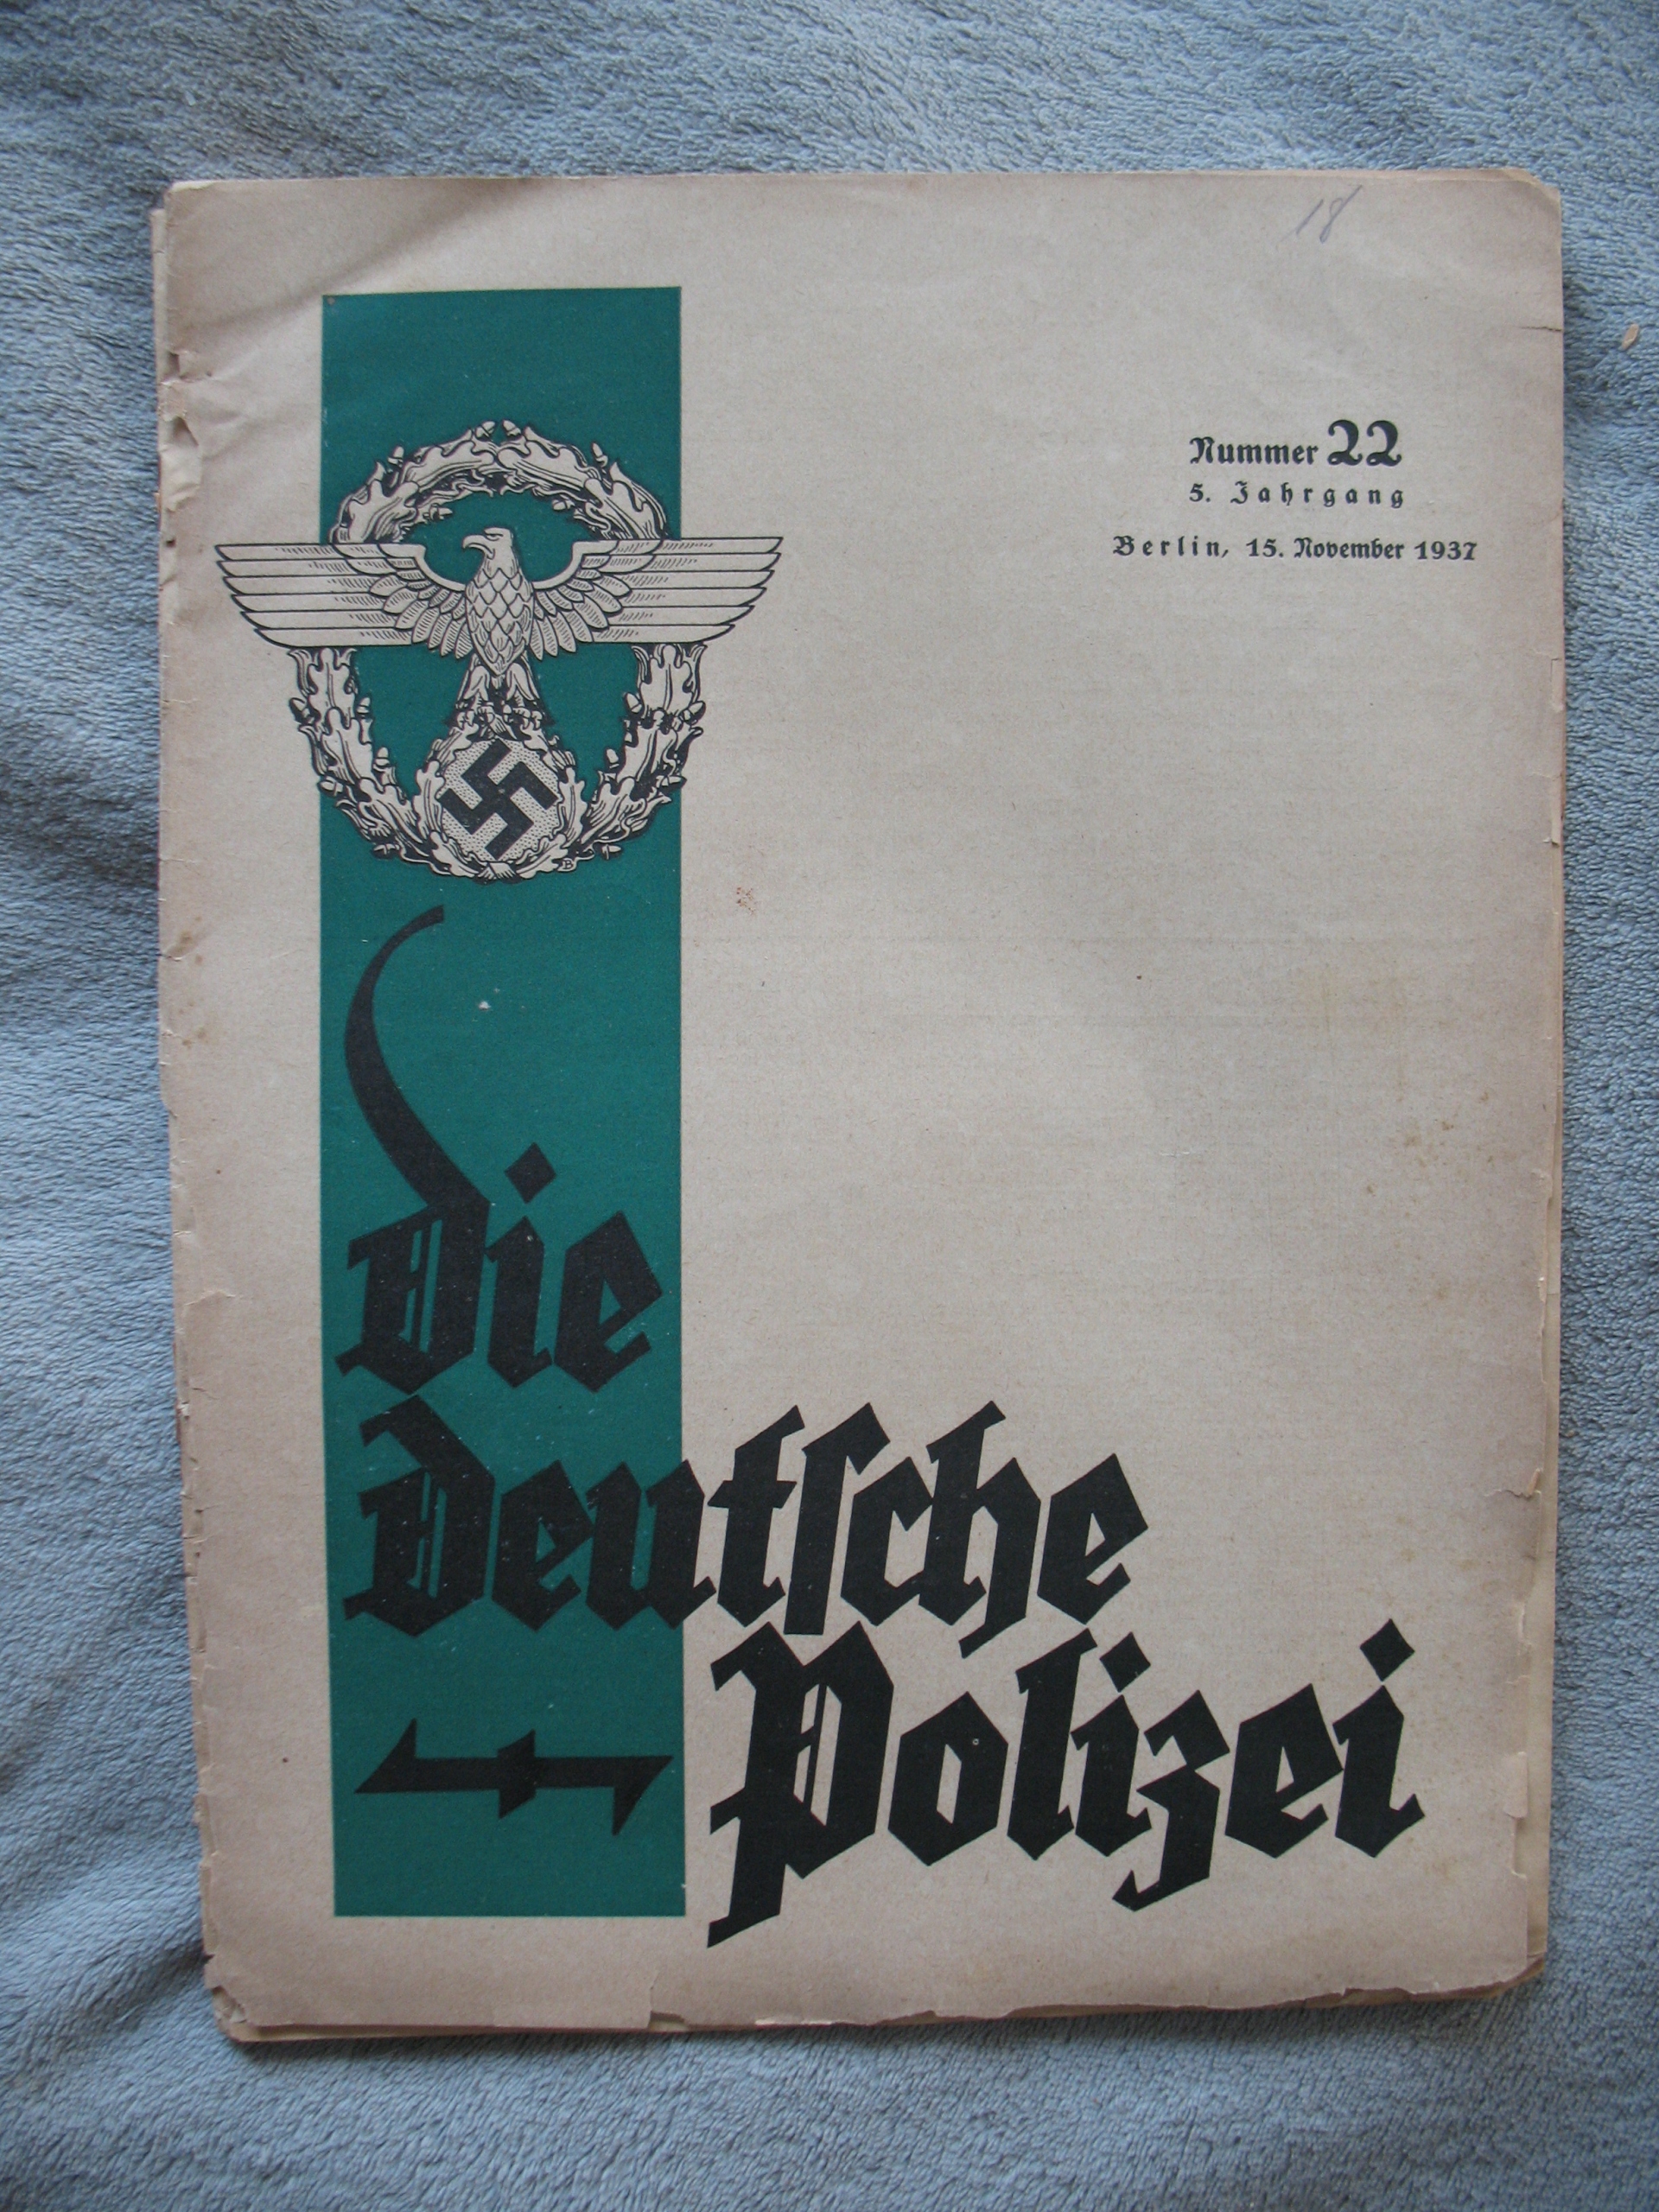 18
Nummer 22
5. Jahrgang
Berlin, 15. November 1937
Die
Deutsche
Polizei